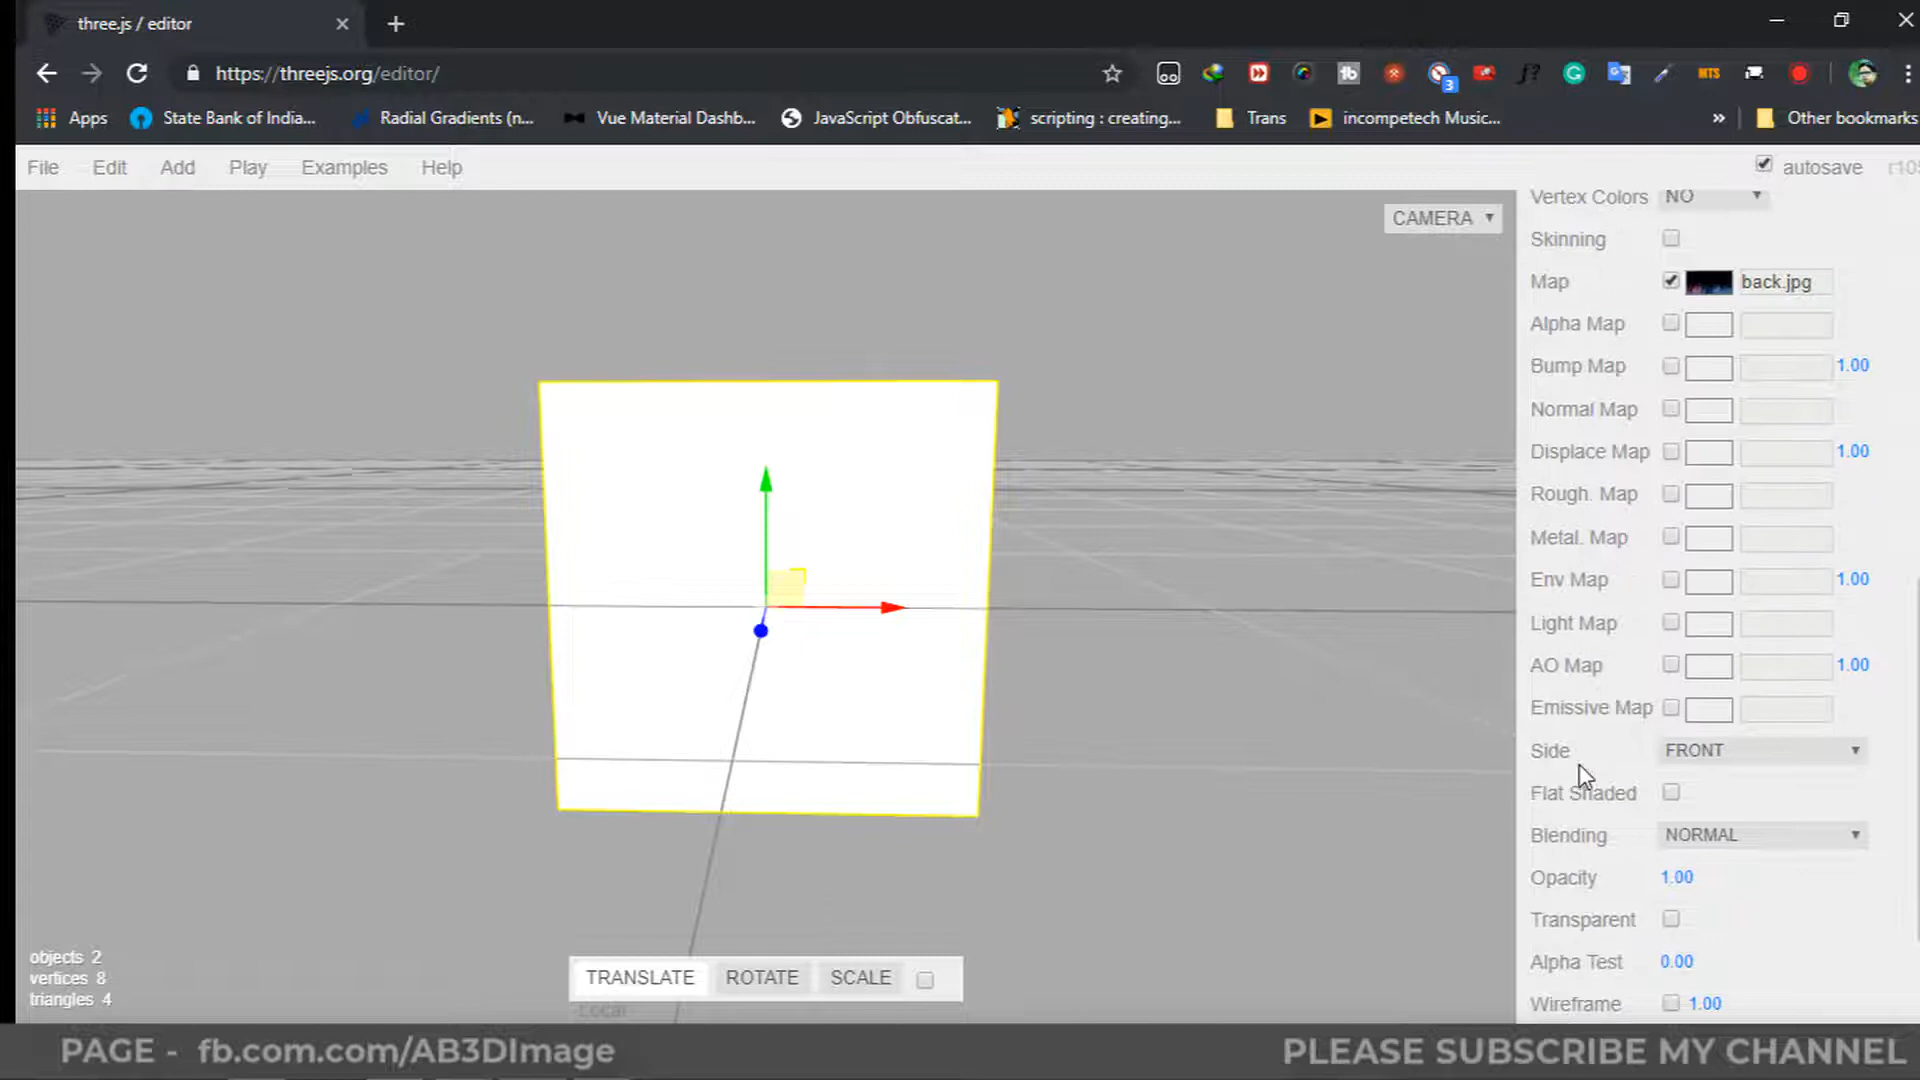 three.js / editor
https://threejs.org/editor/
3
MTS
Apps
State Bank of India...
Radial Gradients (n...
Vue Material Dashb...
JavaScript Obfuscat...
scripting : creating...
Trans
incompetech Music...
»
Other bookmarks
File Edit Add Play Examples Help
autosave
CAMERA
Vertex Colors NO
Skinning
Map back.jpg
Alpha Map
Bump Map 1.00
Normal Map
Displace Map 1.00
Rough. Map
Metal. Map
Env Map 1.00
Light Map
AO Map 1.00
Emissive Map
Side FRONT
Flat Shaded
Blending NORMAL
Opacity 1.00
Transparent
Alpha Test 0.00
Wireframe 1.00
objects 2
vertices 8
triangles 4
TRANSLATE ROTATE SCALE
Local
PAGE - fb.com.com/AB3DImage
PLEASE SUBSCRIBE MY CHANNEL